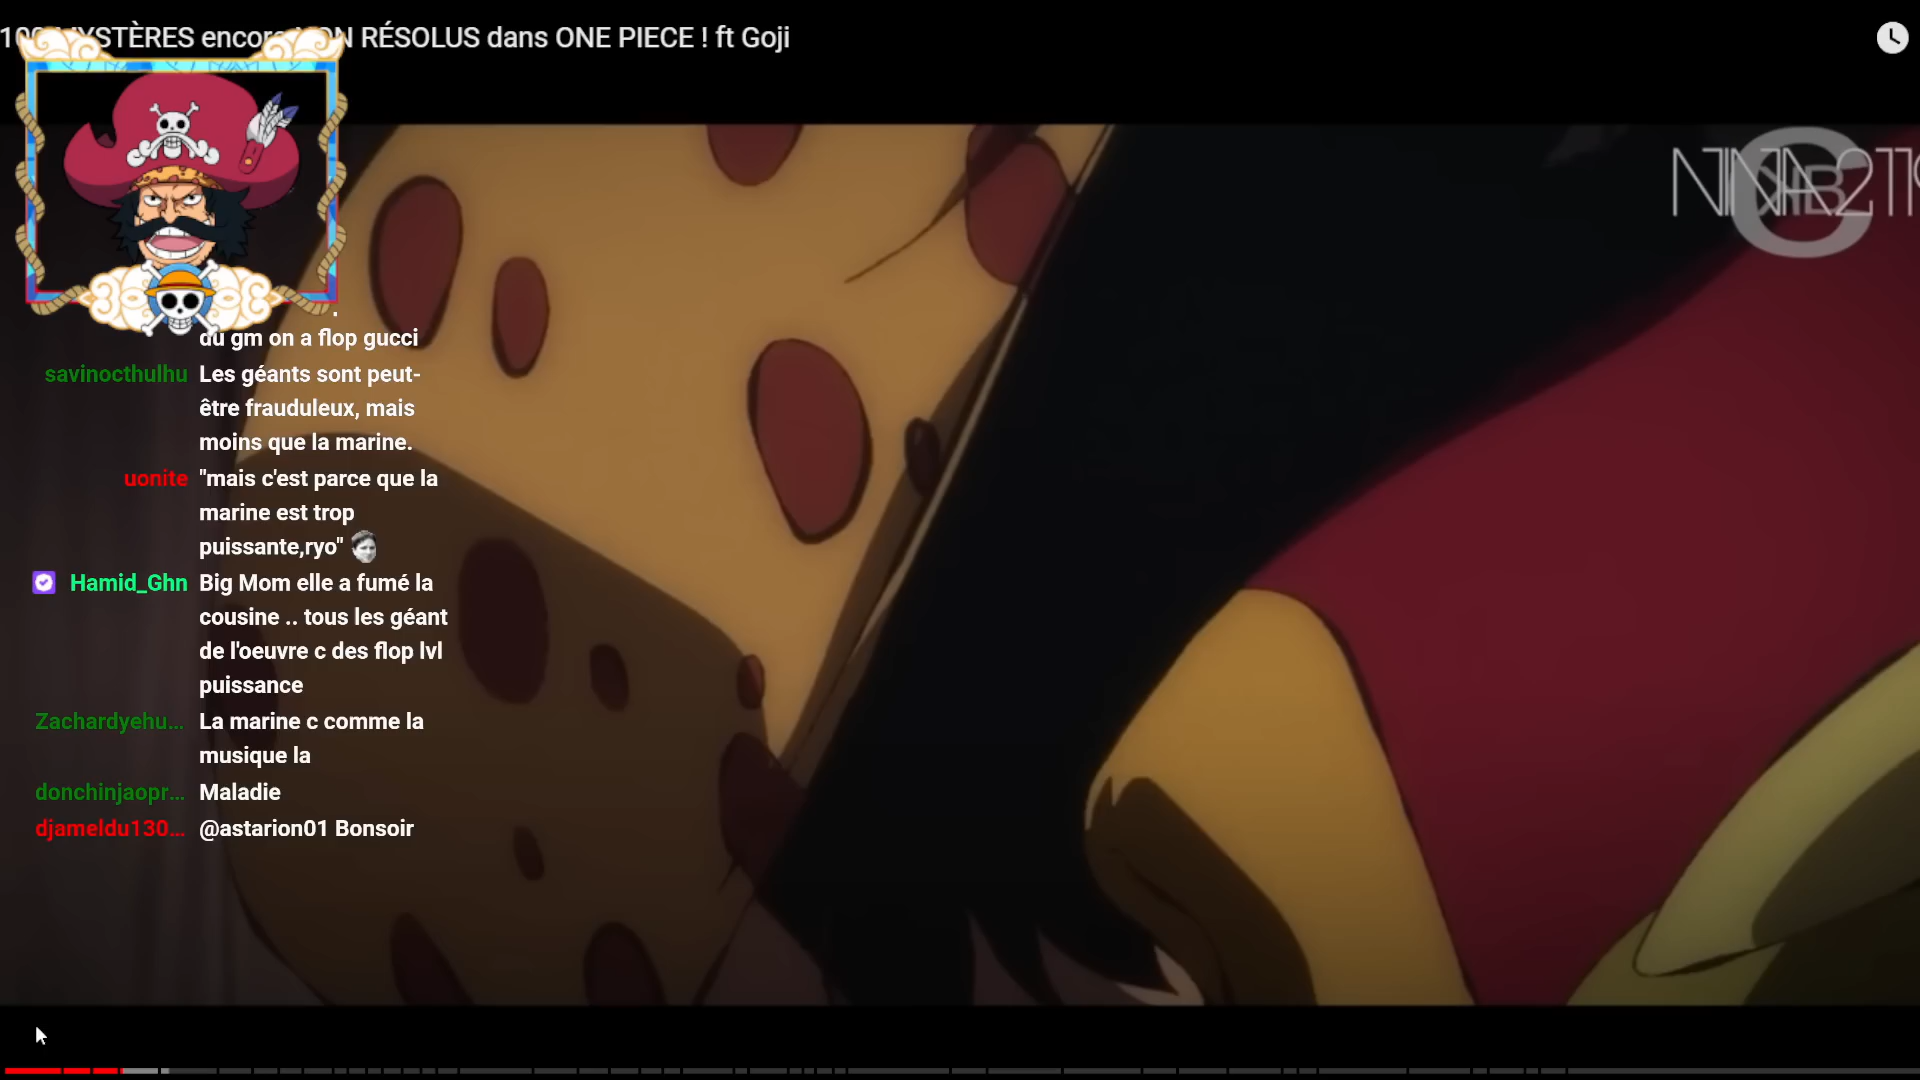 MYSTÈRES encore NON RÉSOLUS dans ONE PIECE ! ft Goji
du gm on a flop gucci
savinocthulhu Les géants sont peut-
être frauduleux, mais
moins que la marine.
uonite "mais c'est parce que la
marine est trop
puissante,ryo"
Hamid_Ghn Big Mom elle a fumé la
cousine .. tous les géant
de l'oeuvre c des flop lvl
puissance
Zachardyehu... La marine c comme la
musique la
donchinjaopr... Maladie
djameldu130... @astarion01 Bonsoir